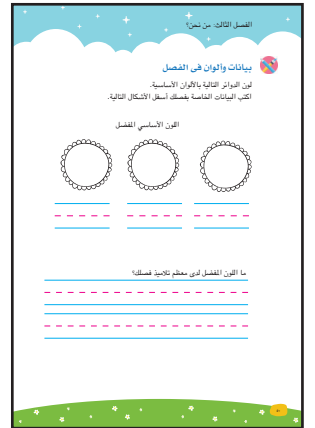 الفصل الثالث: من نحن؟
بيانات وألوان في الفصل
لون الدوائر التالية بالألوان الأساسية.
اكتب البيانات الخاصة بفصلك أسفل الأشكال التالية.
اللون الأساسي المفضل
ما اللون المفضل لدى معظم تلاميذ فصلك؟